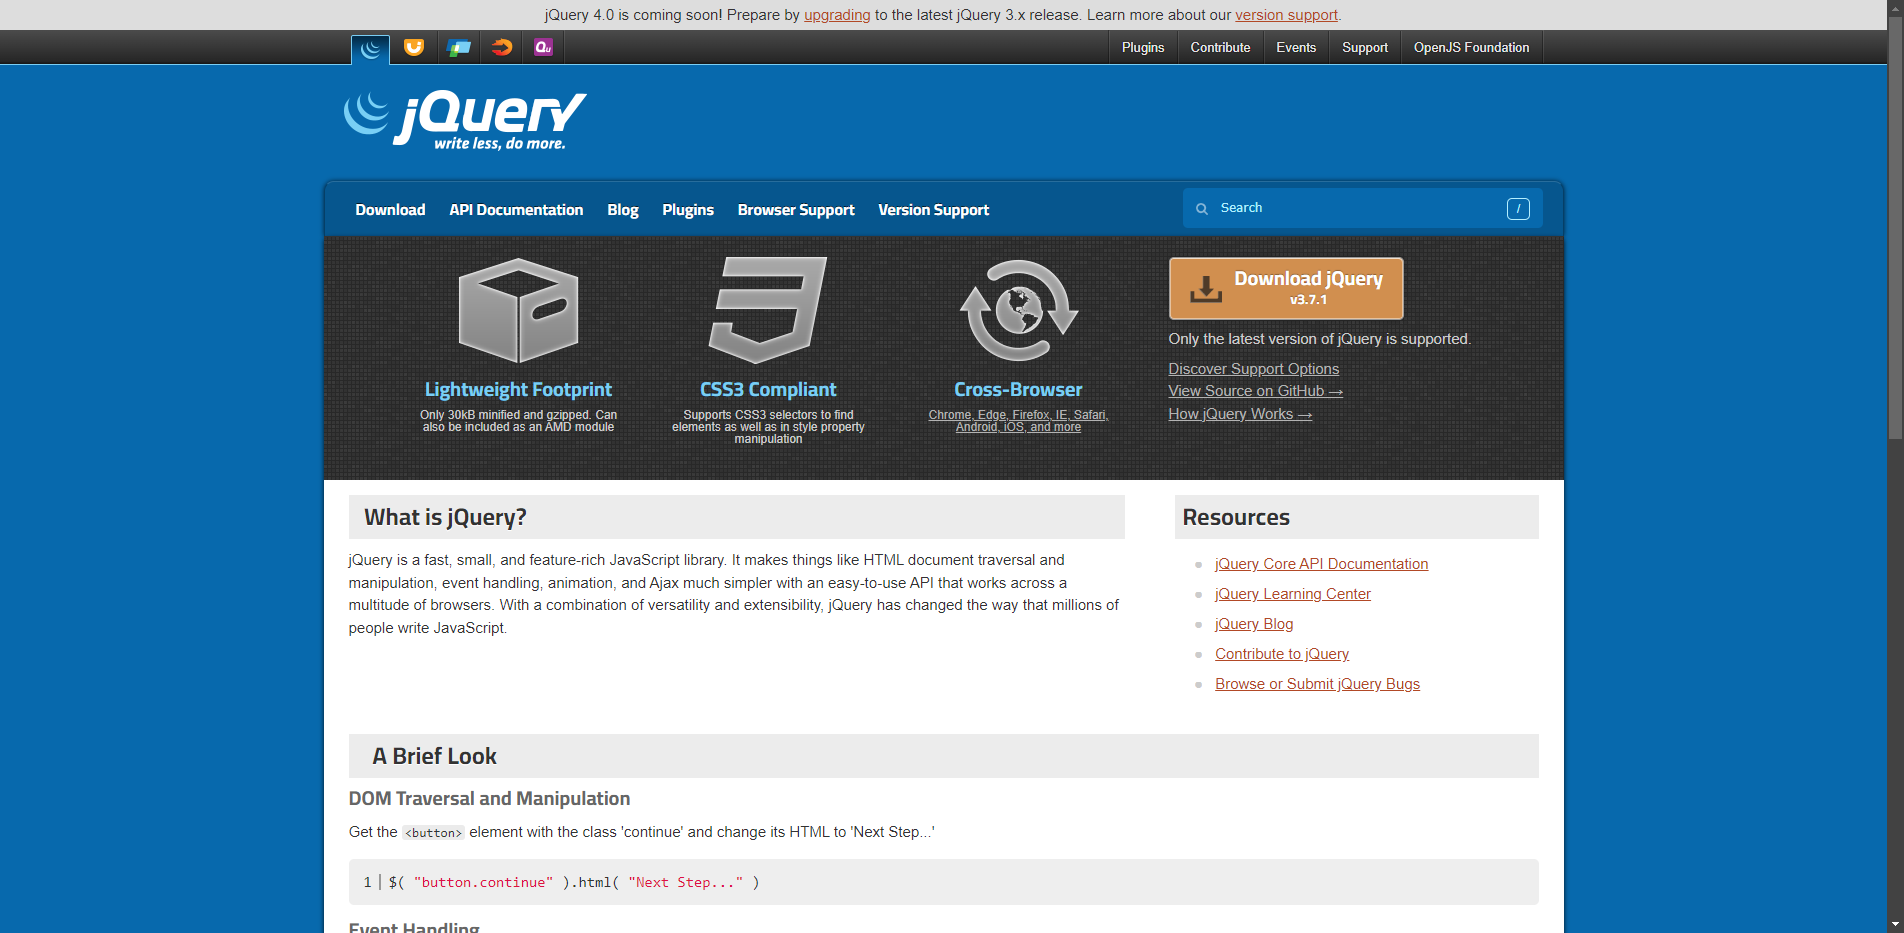 jQuery 4.0 is coming soon! Prepare by upgrading to the latest jQuery 3.x release. Learn more about our version support.
Qu
Plugins
Contribute
Events
Support
OpenJS Foundation
jQuery
write less, do more.
Download
API Documentation
Blog
Plugins
Browser Support
Version Support
Search
/
Lightweight Footprint
Only 30kB minified and gzipped. Can
also be included as an AMD module
CSS3 Compliant
Supports CSS3 selectors to find
elements as well as in style property
manipulation
Cross-Browser
Chrome, Edge, Firefox, IE, Safari,
Android, iOS, and more
Download jQuery
v3.7.1
Only the latest version of jQuery is supported.
Discover Support Options
View Source on GitHub →
How jQuery Works →
What is jQuery?
jQuery is a fast, small, and feature-rich JavaScript library. It makes things like HTML document traversal and
manipulation, event handling, animation, and Ajax much simpler with an easy-to-use API that works across a
multitude of browsers. With a combination of versatility and extensibility, jQuery has changed the way that millions of
people write JavaScript.
Resources
jQuery Core API Documentation
jQuery Learning Center
jQuery Blog
Contribute to jQuery
Browse or Submit jQuery Bugs
A Brief Look
DOM Traversal and Manipulation
Get the <button> element with the class 'continue' and change its HTML to 'Next Step...'
1 $( "button.continue" ).html( "Next Step..." )
Event Handling